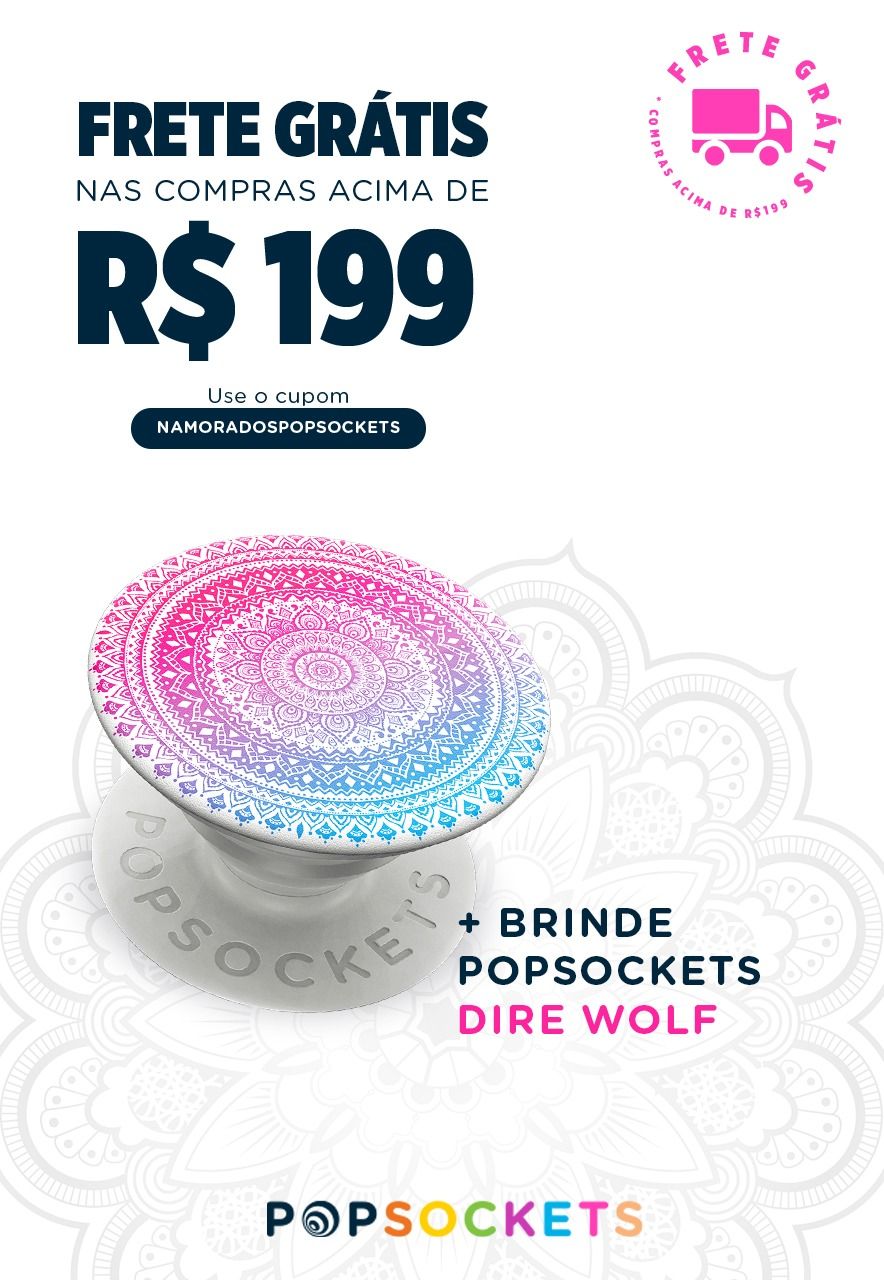 FRETE GRÁTIS
NAS COMPRAS ACIMA DE
R$ 199
Use o cupom
NAMORADOSPOPSOCKETS
FRETE GRÁTIS
* COMPRAS ACIMA DE R$199
POPSOCKETS
+ BRINDE
POPSOCKETS
DIRE WOLF
POPSOCKETS